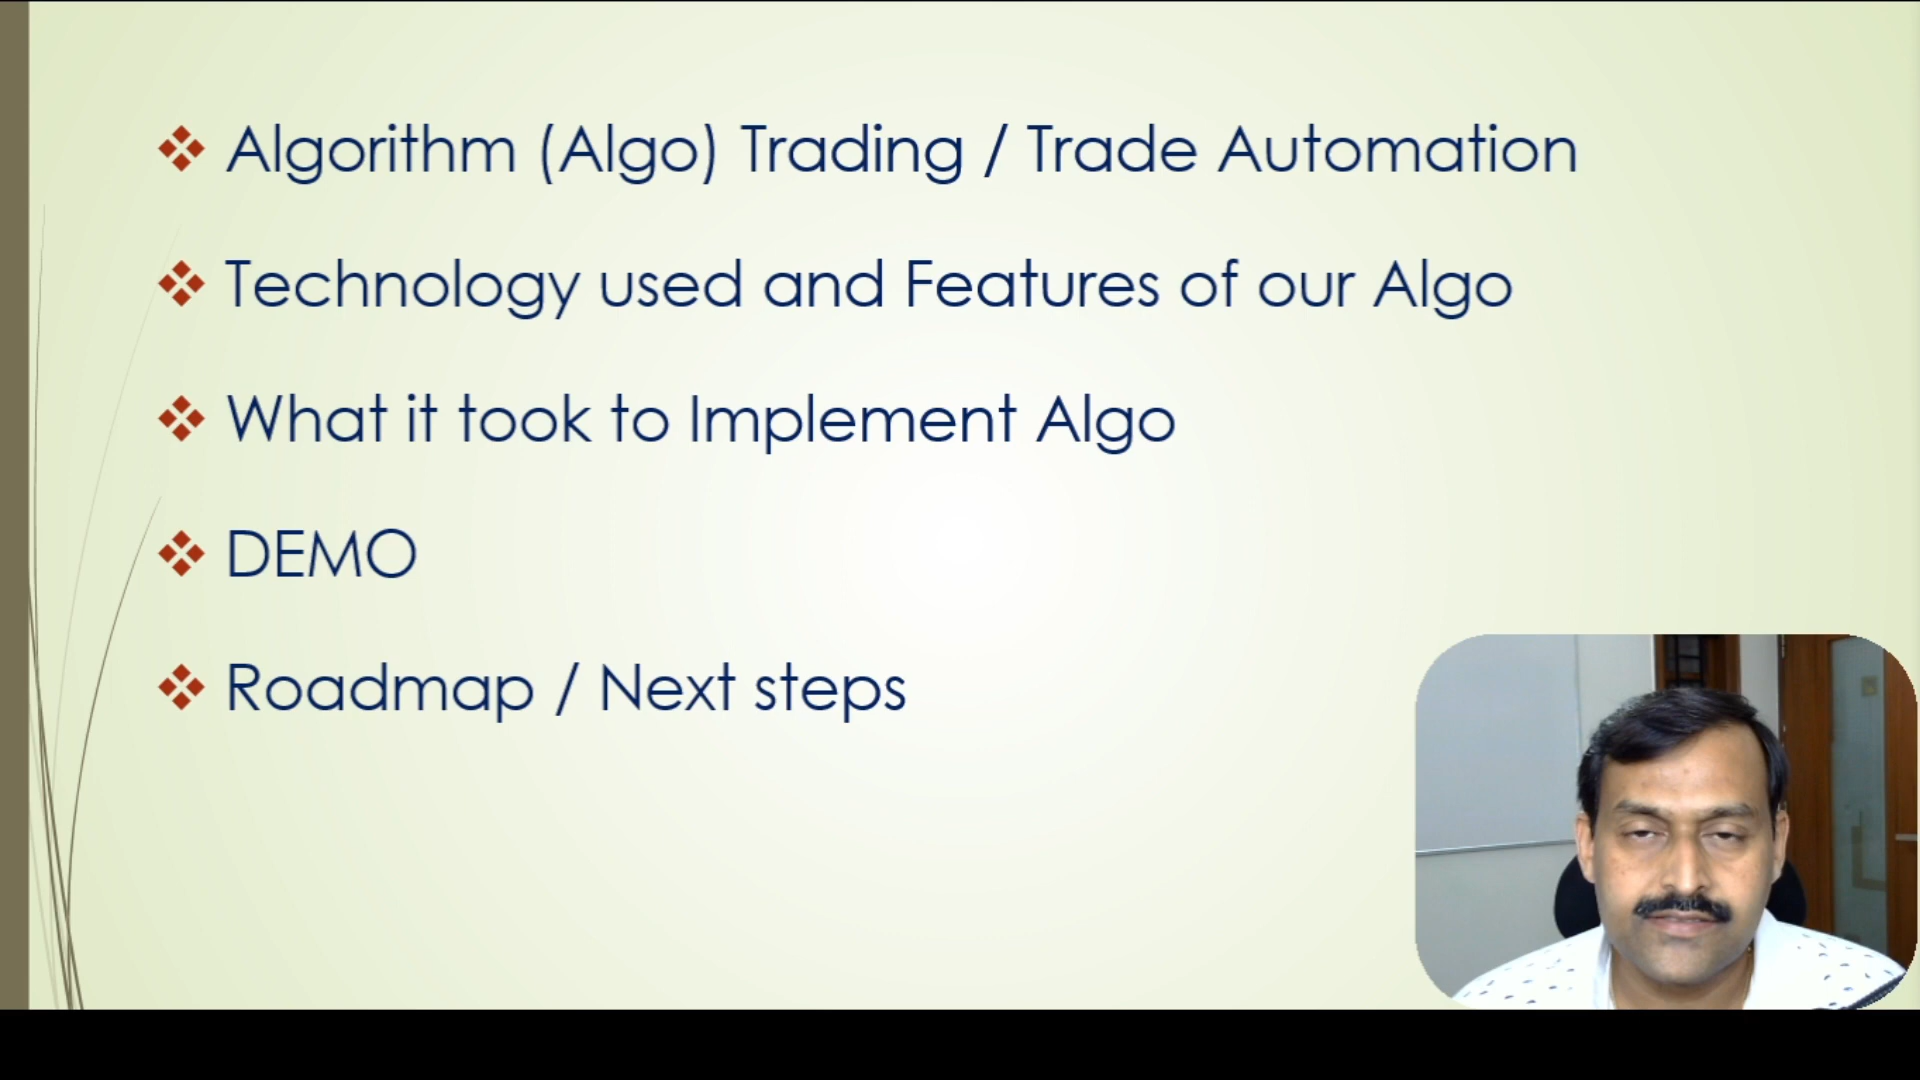 Algorithm (Algo) Trading / Trade Automation
Technology used and Features of our Algo
What it took to Implement Algo
DEMO
Roadmap / Next steps